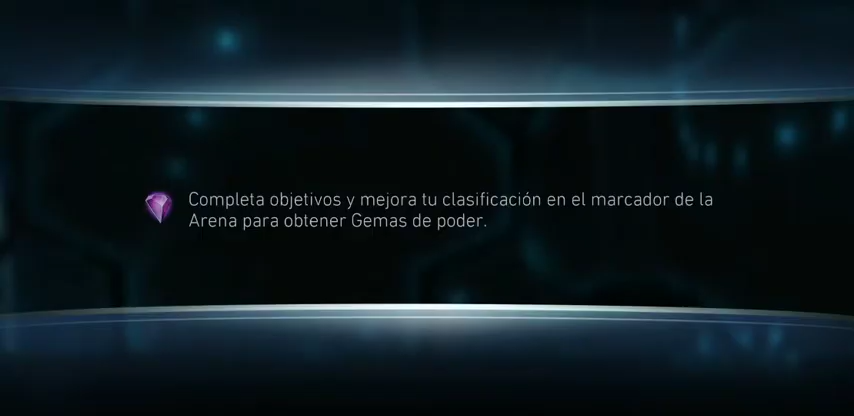 Completa objetivos y mejora tu clasificación en el marcador de la
Arena para obtener Gemas de poder.